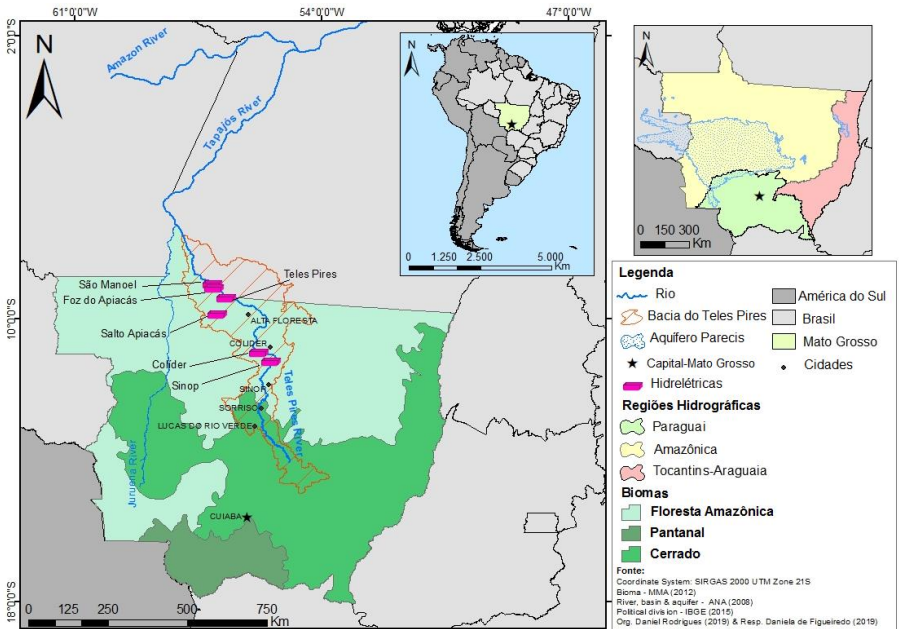 61°0'0"W
54°0'0"W
47°0'0"W
2°0'0"S
10°0'0"S
18°0'0"S
N
Amazon River
Tapajós River
São Manoel
Foz do Apiacás
Salto Apiacás
Teles Pires
ALTA FLORESTA
COLIDER
Colíder
Sinop
SINOP
SORRISO
LUCAS DO RIO VERDE
Teles Pires River
Juruena River
CUIABA
0 125 250 500 750
Km
N
0 1.250 2.500 5.000
Km
N
0 150 300
Km
Legenda
Rio
Bacia do Teles Pires
Aquífero Parecis
Capital-Mato Grosso
Hidrelétricas
América do Sul
Brasil
Mato Grosso
Cidades
Regiões Hidrográficas
Paraguai
Amazônica
Tocantins-Araguaia
Biomas
Floresta Amazônica
Pantanal
Cerrado
Fonte:
Coordinate System: SIRGAS 2000 UTM Zone 21S
Bioma - MMA (2012)
River, basin & aquifer - ANA (2008)
Political division - IBGE (2015)
Org. Daniel Rodrigues (2019) & Resp. Daniela de Figueiredo (2019)